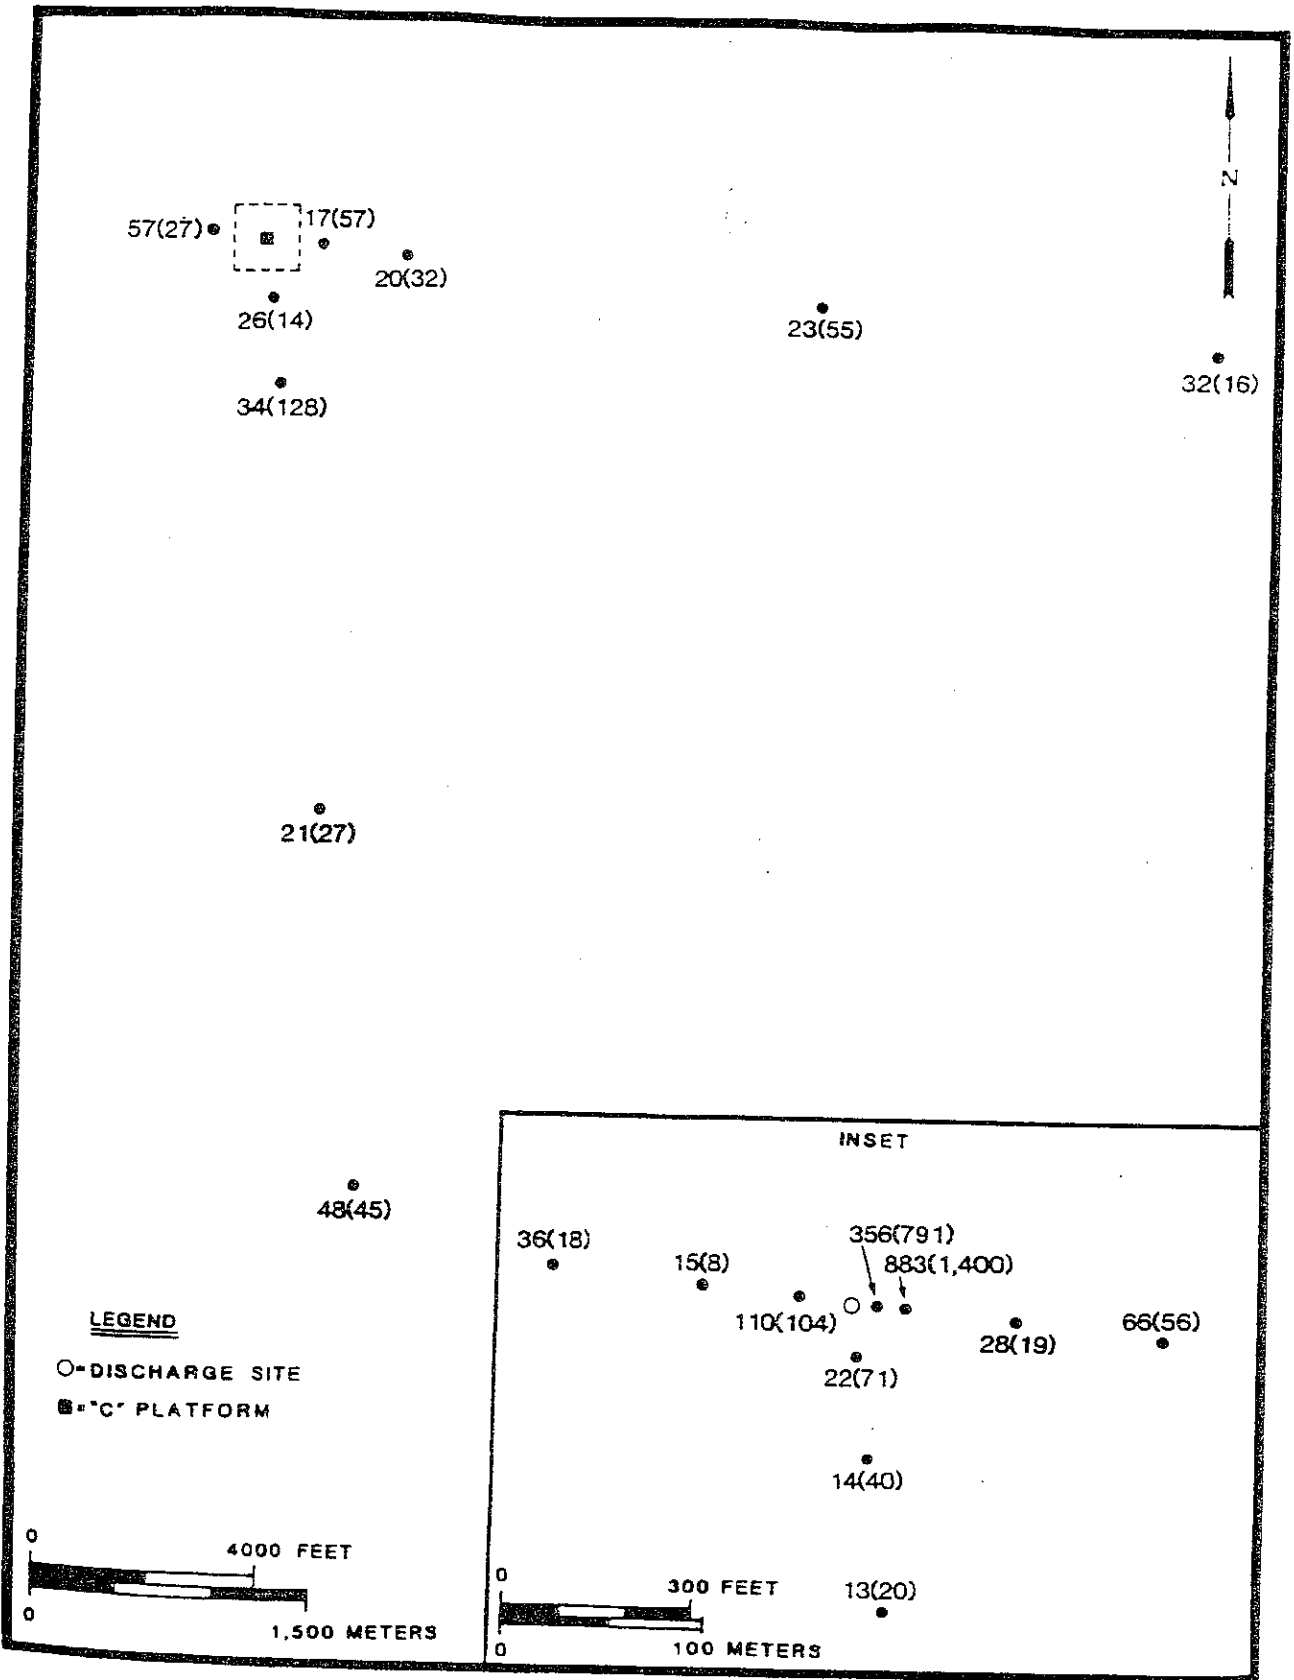 N
57(27)
17(57)
20(32)
26(14)
23(55)
32(16)
34(128)
21(27)
48(45)
INSET
36(18)
15(8)
356(791)
883(1,400)
110(104)
28(19)
66(56)
22(71)
14(40)
13(20)
LEGEND
O=DISCHARGE SITE
■="C" PLATFORM
0
4000 FEET
0
1,500 METERS
0
300 FEET
0
100 METERS